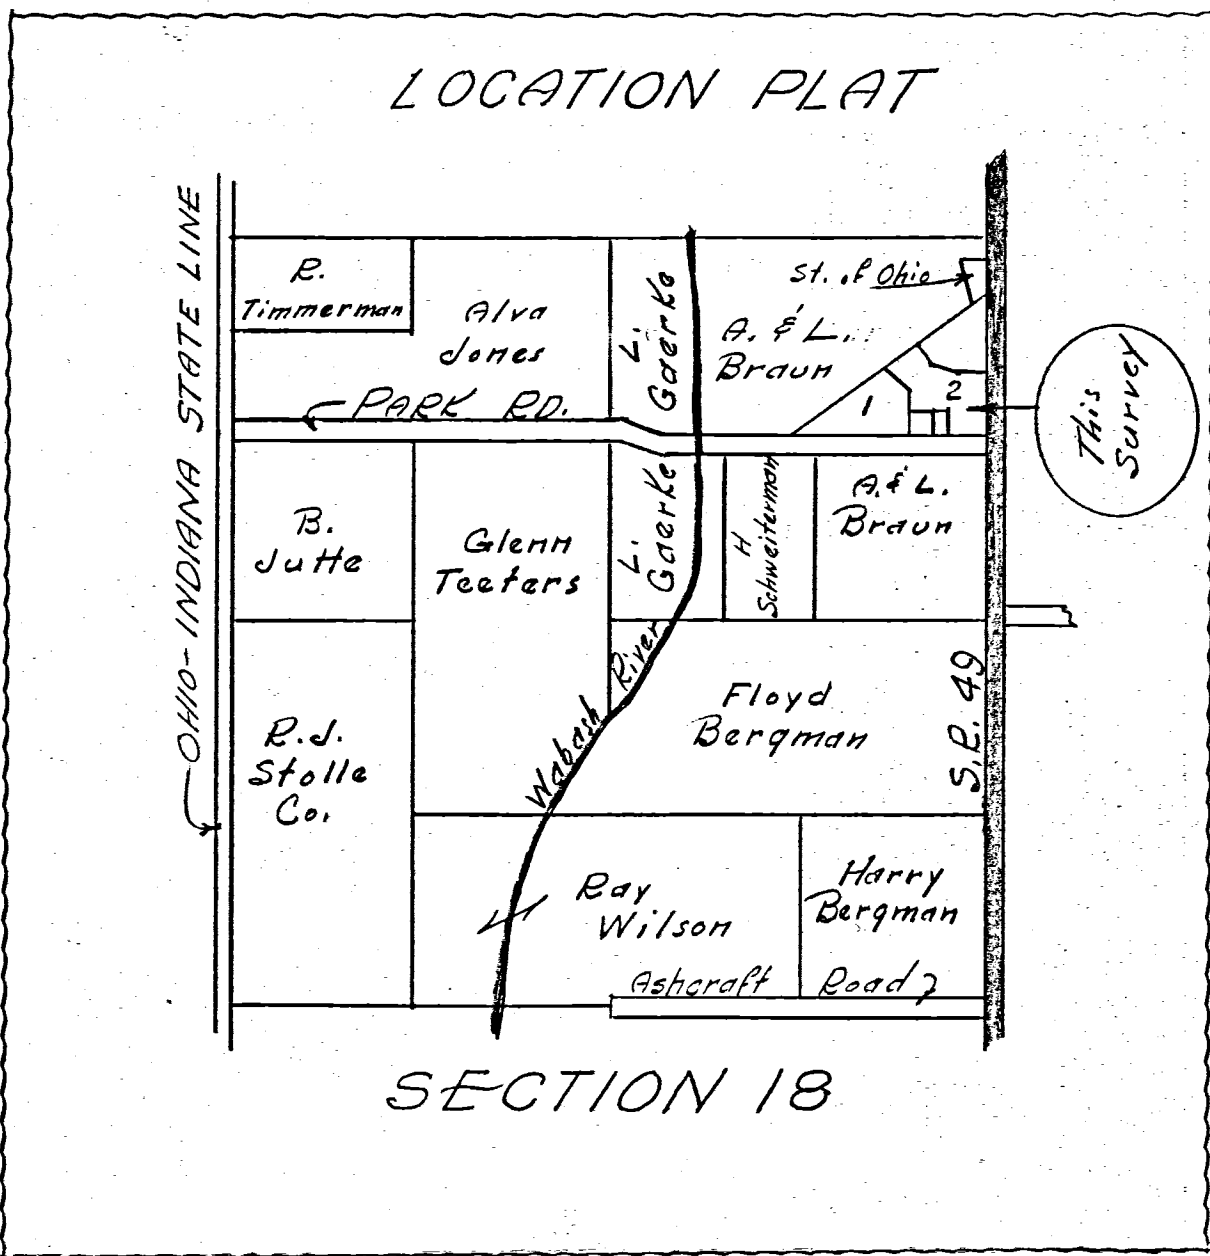 LOCATION PLAT
OHIO-INDIANA STATE LINE
R.
Timmerman
Alva
Jones
L.
Gaerke
St. of Ohio
A. & L.
Braun
PARK RD.
1
2
This
Survey
B.
Jutte
Glenn
Teeters
L.
Gaerke
H
Schweiterman
A. & L.
Braun
Wabash River
R.J.
Stolle
Co.
Floyd
Bergman
S.R. 49
Ray
Wilson
Harry
Bergman
Ashcraft Road
SECTION 18